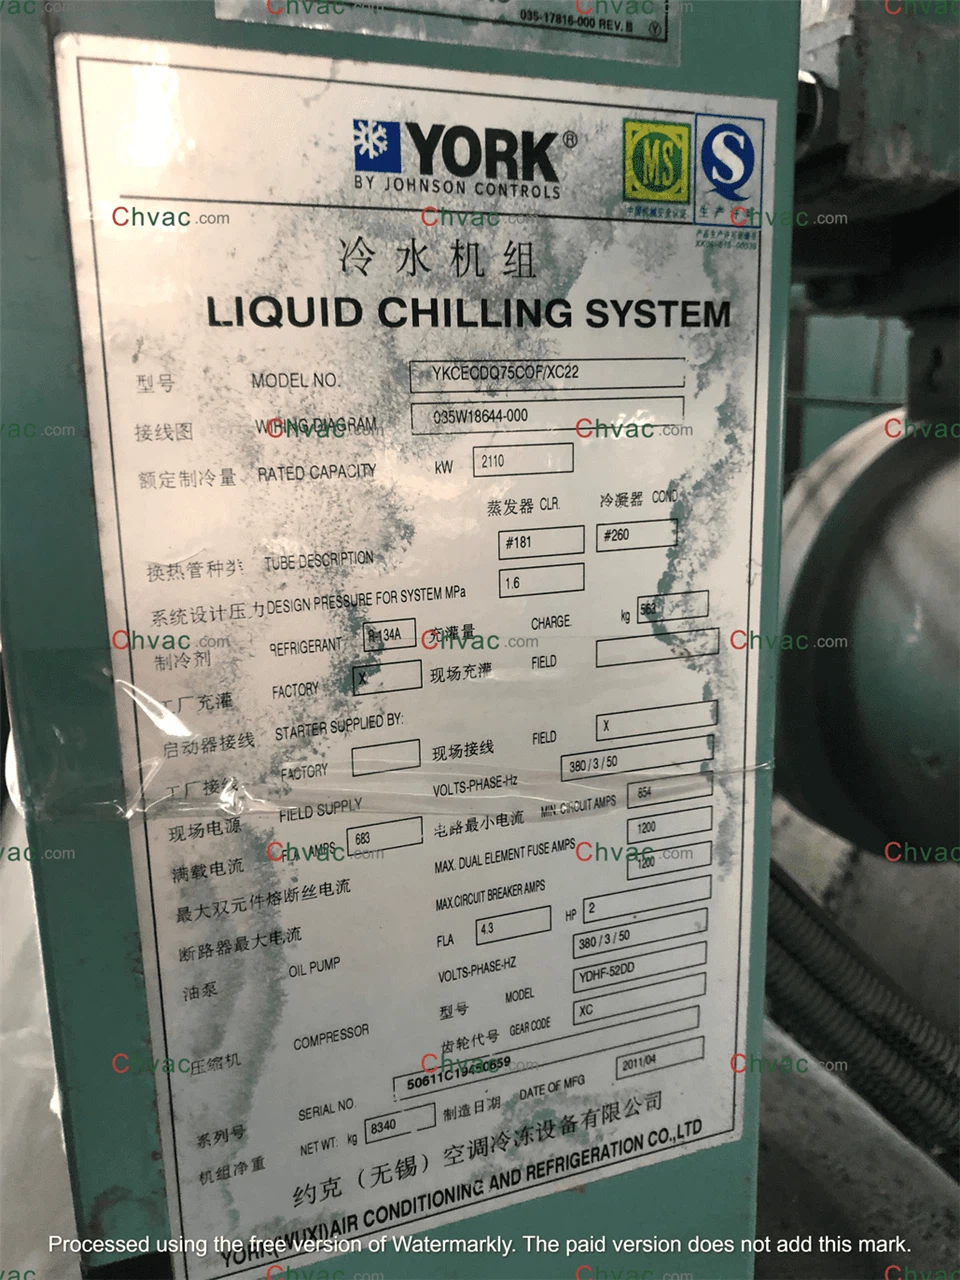 035-17816-000 REV. B
YORK®
BY JOHNSON CONTROLS
MS
S
冷水机组
LIQUID CHILLING SYSTEM
型号 MODEL NO. YKCECDQ75COF/XC22
接线图 WIRING DIAGRAM 035W18644-000
额定制冷量 RATED CAPACITY kW 2110
蒸发器 CLR. 冷凝器 COND
换热管种类 TUBE DESCRIPTION #181 #260
系统设计压力 DESIGN PRESSURE FOR SYSTEM MPa 1.6
制冷剂 REFRIGERANT R-134A 充灌量 CHARGE kg 563
工厂充灌 FACTORY X 现场充灌 FIELD
启动器接线 STARTER SUPPLIED BY:
工厂接线 FACTORY 现场接线 FIELD X
现场电源 FIELD SUPPLY VOLTS-PHASE-Hz 380/3/50
满载电流 FLA AMPS 683 电路最小电流 MIN. CIRCUIT AMPS 854
最大双元件熔断丝电流 MAX. DUAL ELEMENT FUSE AMPS 1200
断路器最大电流 MAX.CIRCUIT BREAKER AMPS 1200
油泵 OIL PUMP FLA 4.3 HP 2
VOLTS-PHASE-HZ 380/3/50
压缩机 COMPRESSOR 型号 MODEL YDHF-52DD
齿轮代号 GEAR CODE XC
系列号 SERIAL NO.
机组净重 NET WT: kg 8340 制造日期 DATE OF MFG 2011/04
约克（无锡）空调冷冻设备有限公司
YORK (WUXI) AIR CONDITIONING AND REFRIGERATION CO.,LTD
Chvac.com
Processed using the free version of Watermarkly. The paid version does not add this mark.